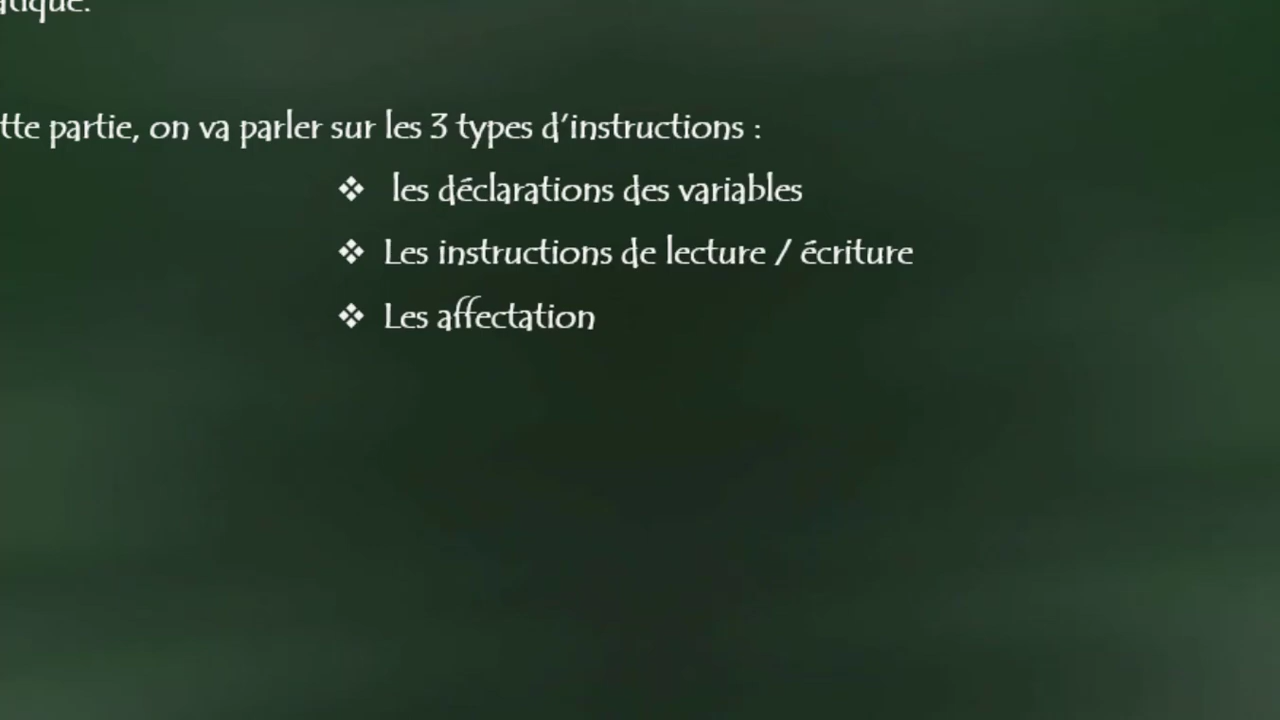 tte partie, on va parler sur les 3 types d'instructions :
❖ les déclarations des variables
❖ Les instructions de lecture / écriture
❖ Les affectation